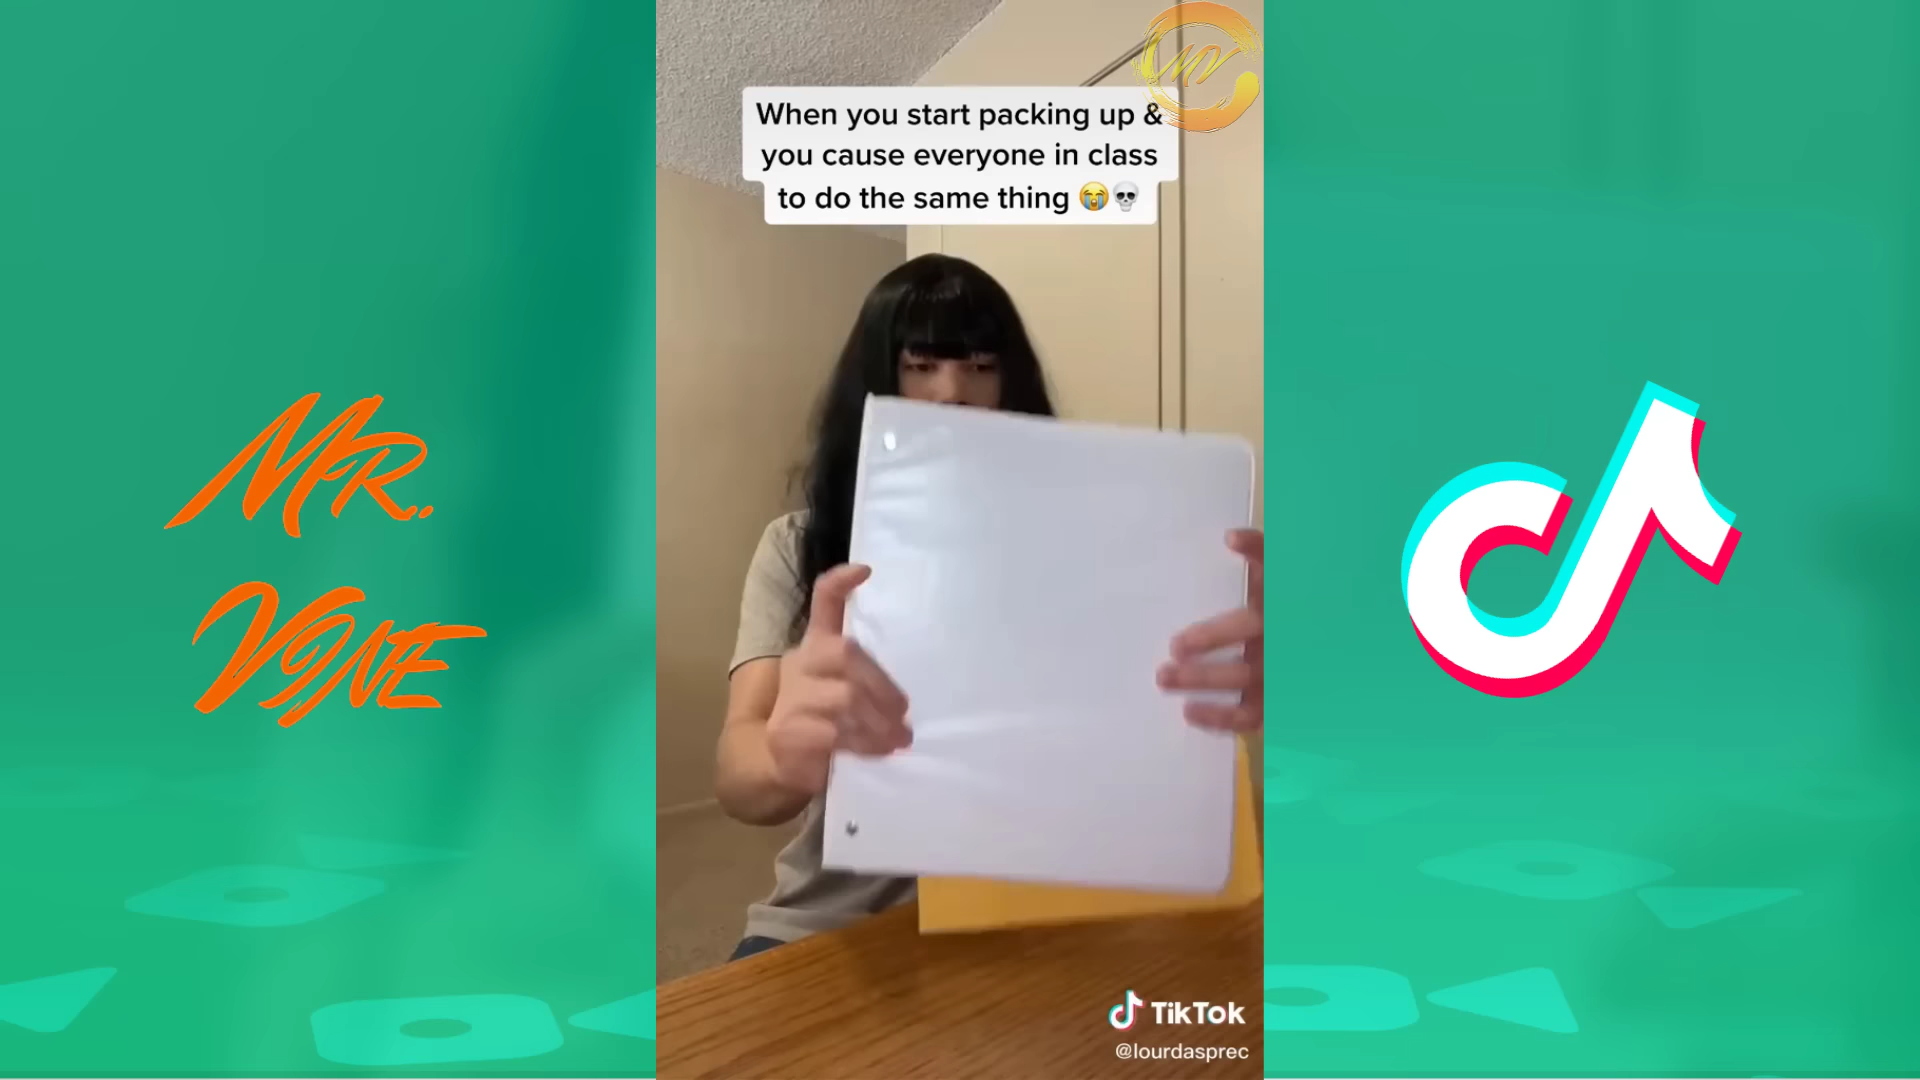 MV
When you start packing up &
you cause everyone in class
to do the same thing 😭💀
MR.
VINE
TikTok
@lourdasprec